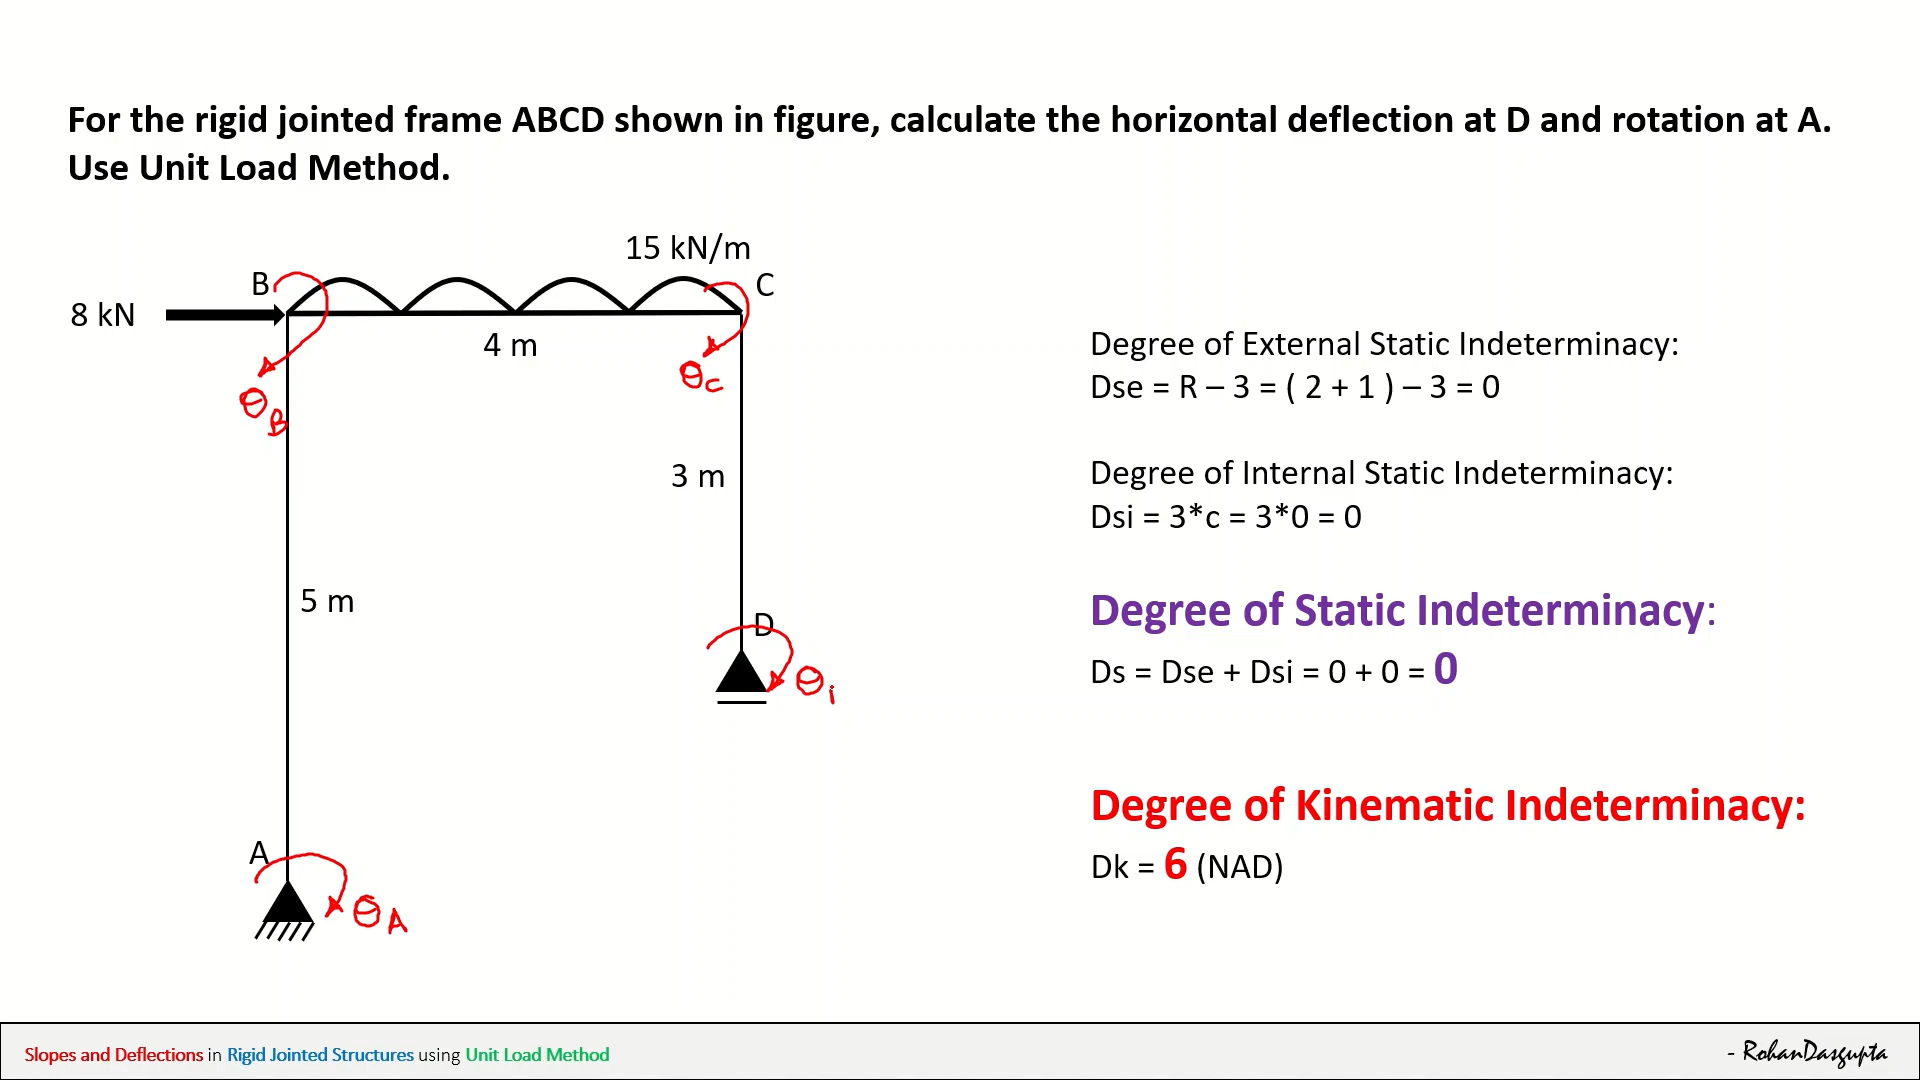 For the rigid jointed frame ABCD shown in figure, calculate the horizontal deflection at D and rotation at A.
Use Unit Load Method.
15 kN/m
B
C
8 kN
4 m
θB
θC
3 m
5 m
D
θi
A
θA
Degree of External Static Indeterminacy:
Dse = R – 3 = ( 2 + 1 ) – 3 = 0
Degree of Internal Static Indeterminacy:
Dsi = 3*c = 3*0 = 0
Degree of Static Indeterminacy:
Ds = Dse + Dsi = 0 + 0 = 0
Degree of Kinematic Indeterminacy:
Dk = 6 (NAD)
Slopes and Deflections in Rigid Jointed Structures using Unit Load Method
- RohanDasgupta